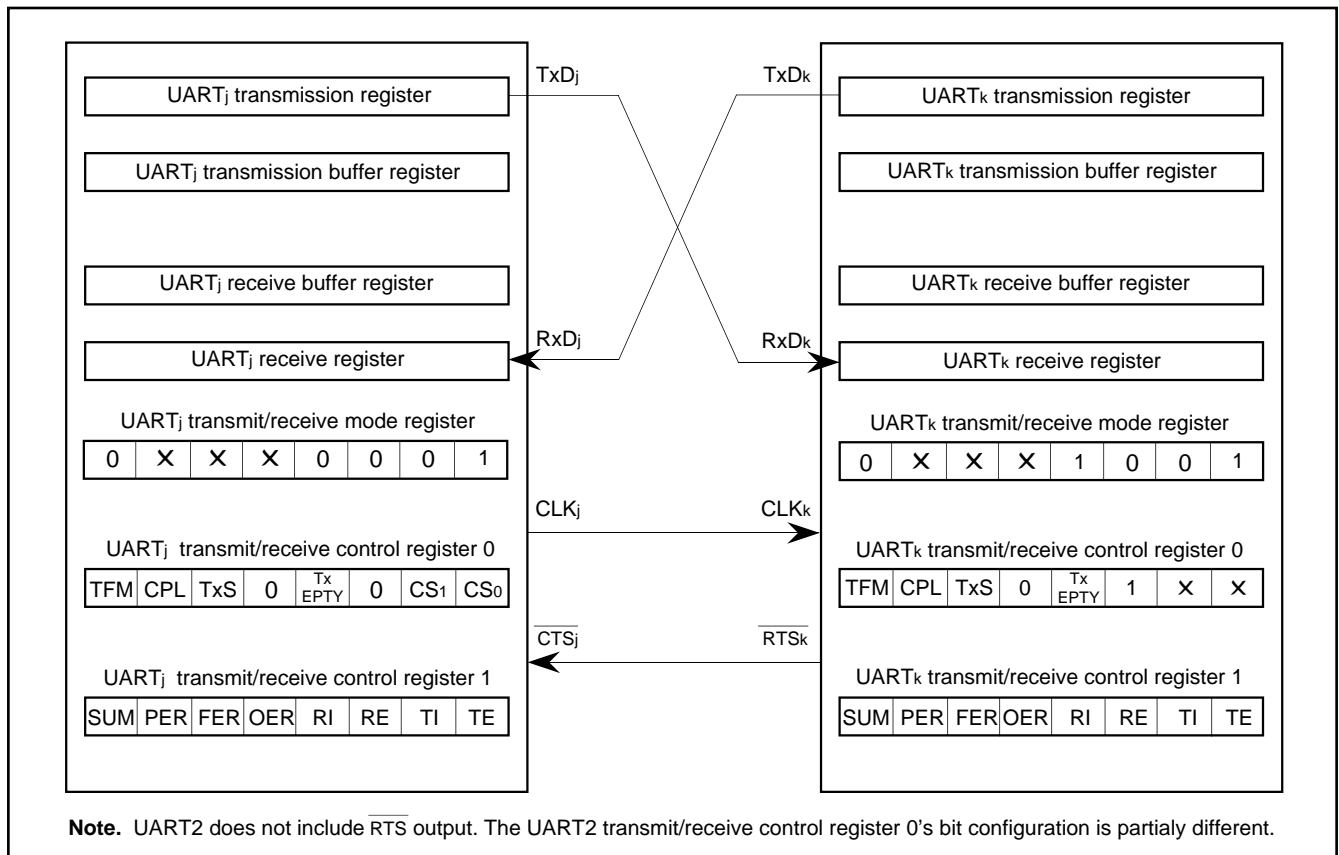 TxDj
TxDk
UARTj transmission register
UARTk transmission register
UARTj transmission buffer register
UARTk transmission buffer register
UARTj receive buffer register
UARTk receive buffer register
RxDj
RxDk
UARTj receive register
UARTk receive register
UARTj transmit/receive mode register
0 X X X 0 0 0 1
UARTk transmit/receive mode register
0 X X X 1 0 0 1
CLKj
CLKk
UARTj transmit/receive control register 0
TFM CPL TxS 0 Tx EPTY 0 CS1 CS0
UARTk transmit/receive control register 0
TFM CPL TxS 0 Tx EPTY 1 X X
CTSj
RTSk
UARTj transmit/receive control register 1
SUM PER FER OER RI RE TI TE
UARTk transmit/receive control register 1
SUM PER FER OER RI RE TI TE
Note. UART2 does not include RTS output. The UART2 transmit/receive control register 0's bit configuration is partialy different.